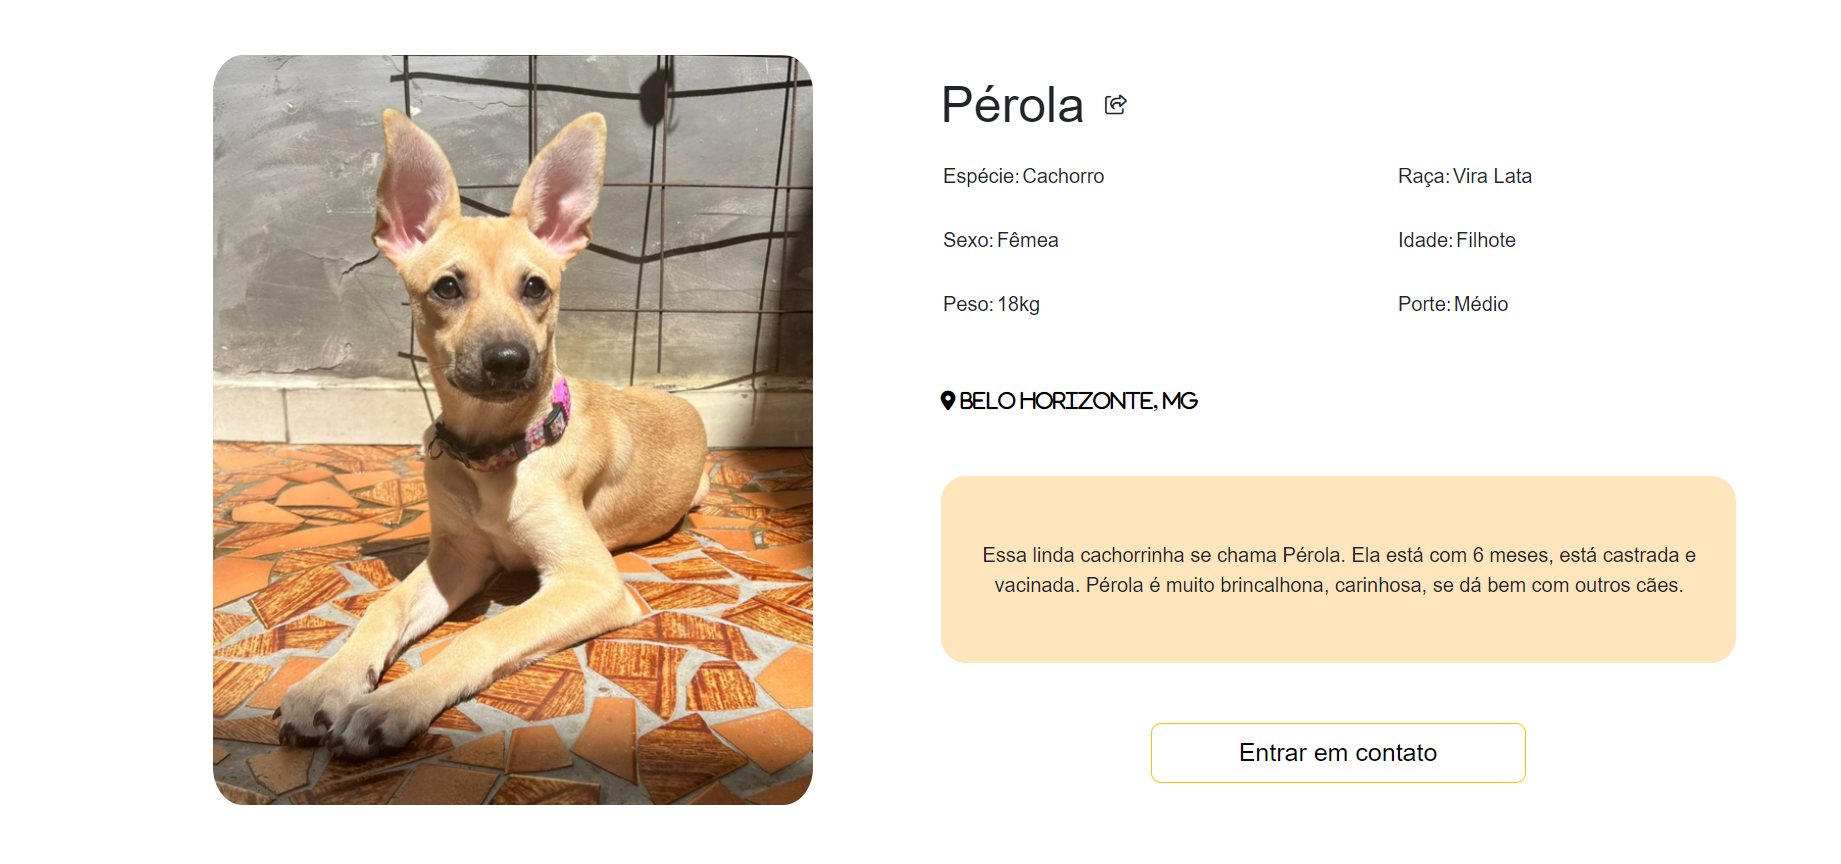 Pérola
Espécie: Cachorro
Raça: Vira Lata
Sexo: Fêmea
Idade: Filhote
Peso: 18kg
Porte: Médio
BELO HORIZONTE, MG
Essa linda cachorrinha se chama Pérola. Ela está com 6 meses, está castrada e
vacinada. Pérola é muito brincalhona, carinhosa, se dá bem com outros cães.
Entrar em contato